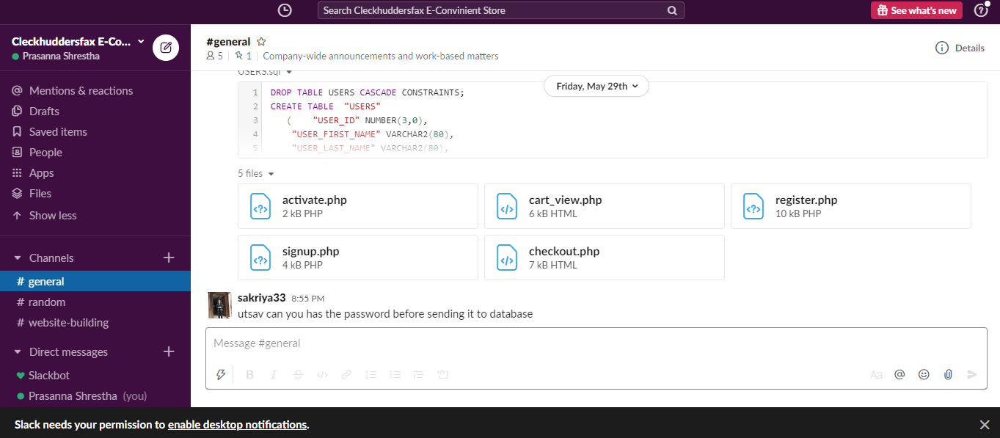 Search Cleckhuddersfax E-Convinient Store
See what's new
Cleckhuddersfax E-Co...
Prasanna Shrestha
Mentions & reactions
Drafts
Saved items
People
Apps
Files
Show less
Channels
# general
# random
# website-building
Direct messages
Slackbot
Prasanna Shrestha (you)
#general
5 | 1 | Company-wide announcements and work-based matters
Details
USERS.sql
Friday, May 29th
1 DROP TABLE USERS CASCADE CONSTRAINTS;
2 CREATE TABLE "USERS"
3 ( "USER_ID" NUMBER(3,0),
4 "USER_FIRST_NAME" VARCHAR2(80),
5 "USER_LAST_NAME" VARCHAR2(80),
5 files
activate.php
2 kB PHP
cart_view.php
6 kB HTML
register.php
10 kB PHP
signup.php
4 kB PHP
checkout.php
7 kB HTML
sakriya33 8:55 PM
utsav can you has the password before sending it to database
Message #general
Aa
Slack needs your permission to enable desktop notifications.